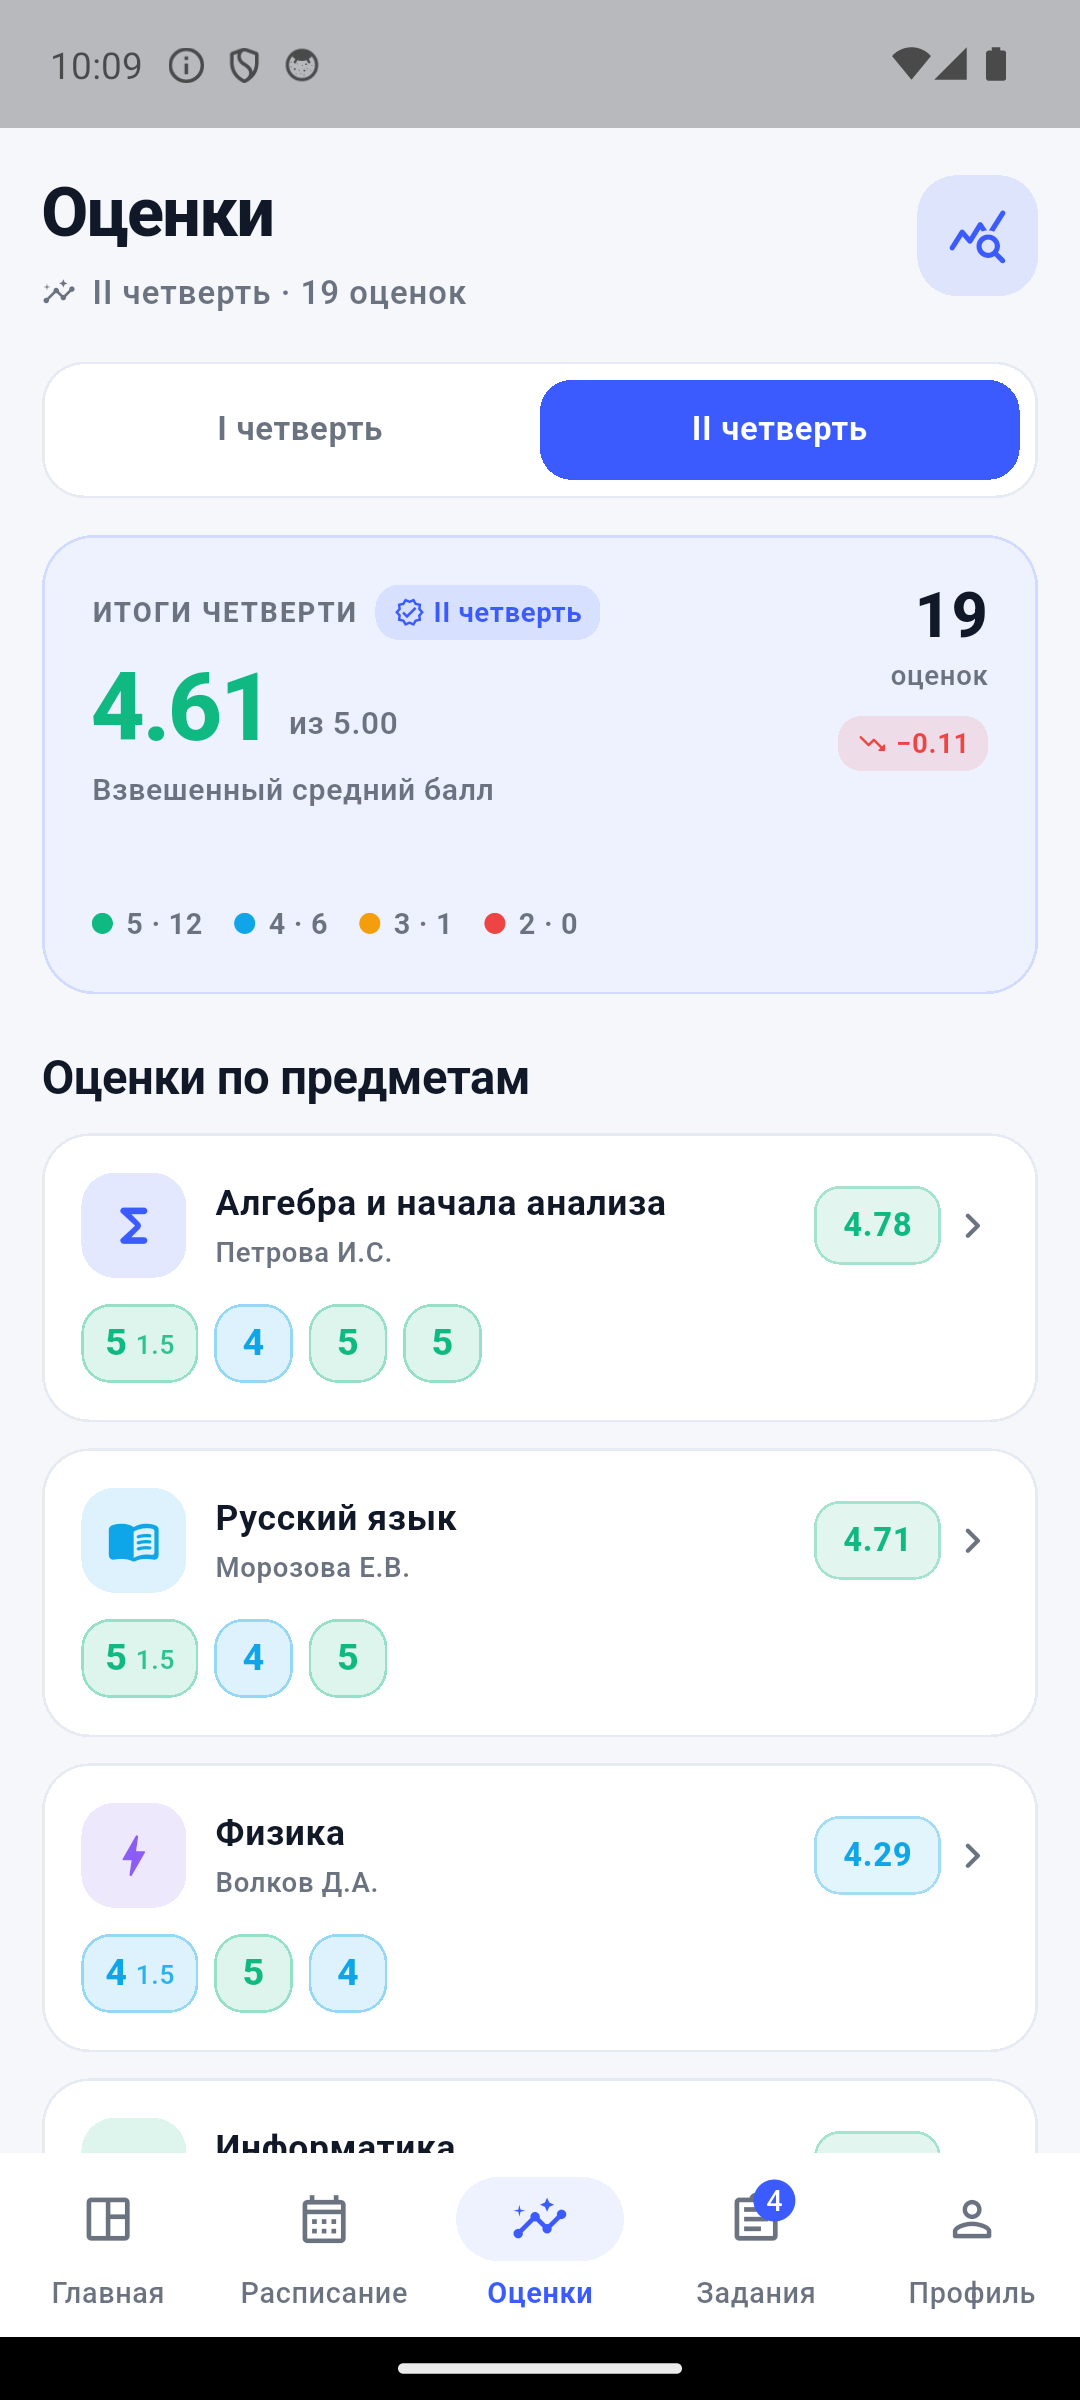 10:09
Оценки
II четверть · 19 оценок
I четверть
II четверть
ИТОГИ ЧЕТВЕРТИ
II четверть
19
оценок
4.61 из 5.00
−0.11
Взвешенный средний балл
5 · 12
4 · 6
3 · 1
2 · 0
Оценки по предметам
Алгебра и начала анализа
Петрова И.С.
4.78
5 1.5
4
5
5
Русский язык
Морозова Е.В.
4.71
5 1.5
4
5
Физика
Волков Д.А.
4.29
4 1.5
5
4
Информатика
4
Главная
Расписание
Оценки
Задания
Профиль